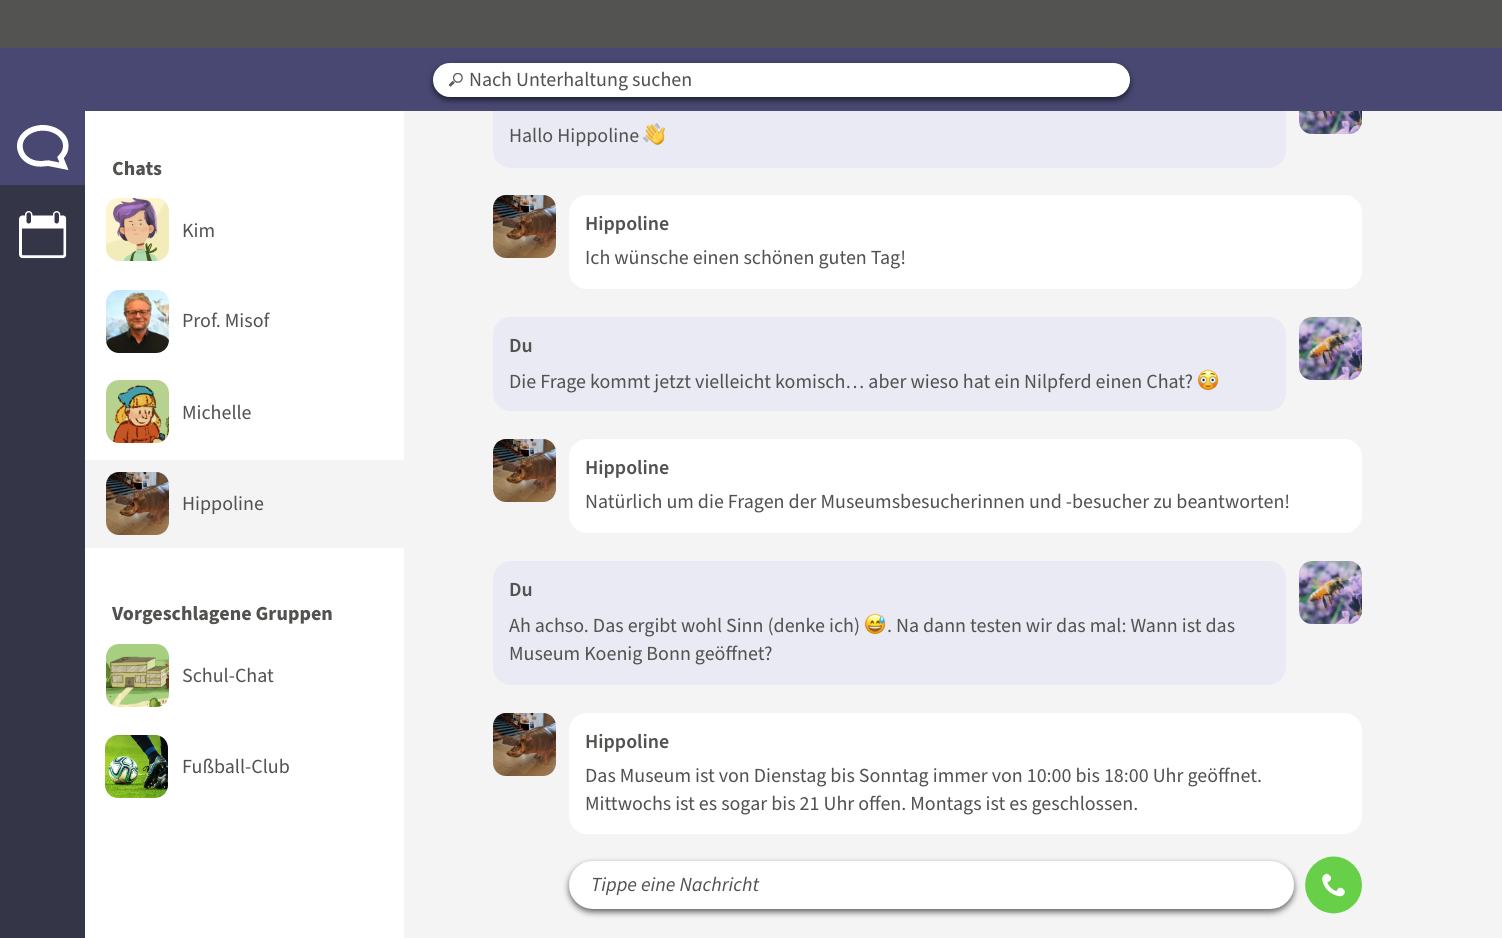 Nach Unterhaltung suchen
Chats
Kim
Prof. Misof
Michelle
Hippoline
Vorgeschlagene Gruppen
Schul-Chat
Fußball-Club
Hallo Hippoline 👋
Hippoline
Ich wünsche einen schönen guten Tag!
Du
Die Frage kommt jetzt vielleicht komisch… aber wieso hat ein Nilpferd einen Chat? 😳
Hippoline
Natürlich um die Fragen der Museumsbesucherinnen und -besucher zu beantworten!
Du
Ah achso. Das ergibt wohl Sinn (denke ich) 😅. Na dann testen wir das mal: Wann ist das
Museum Koenig Bonn geöffnet?
Hippoline
Das Museum ist von Dienstag bis Sonntag immer von 10:00 bis 18:00 Uhr geöffnet.
Mittwochs ist es sogar bis 21 Uhr offen. Montags ist es geschlossen.
Tippe eine Nachricht